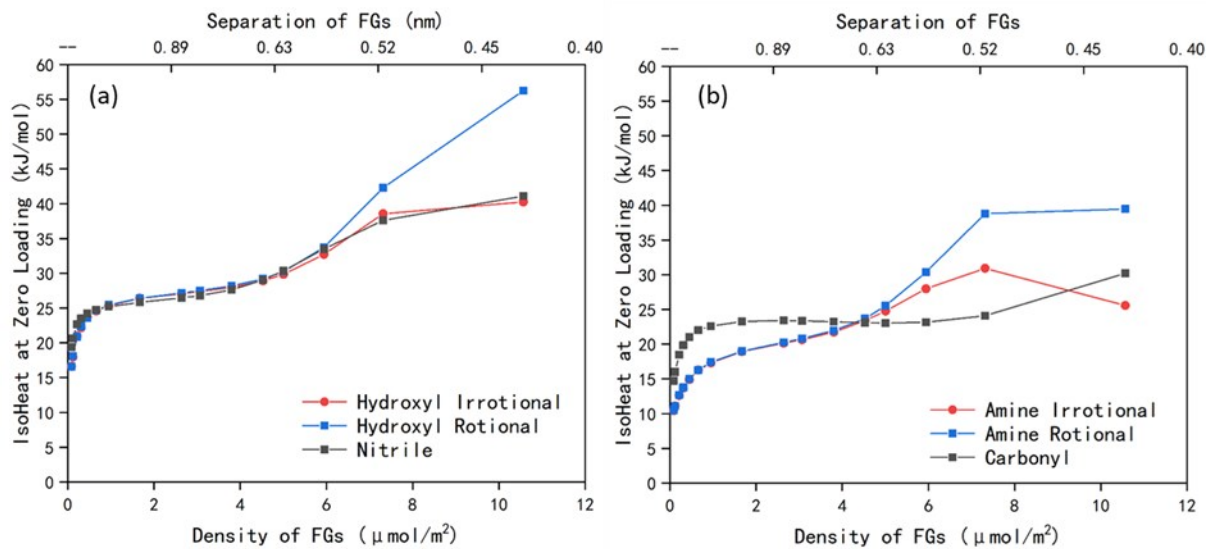 Separation of FGs (nm)
-- 0.89 0.63 0.52 0.45 0.40
60
55
50
45
40
35
30
25
20
15
10
5
0
IsoHeat at Zero Loading (kJ/mol)
(a)
Hydroxyl Irrotional
Hydroxyl Rotional
Nitrile
0 2 4 6 8 10 12
Density of FGs (μmol/m²)
Separation of FGs
-- 0.89 0.63 0.52 0.45 0.40
60
55
50
45
40
35
30
25
20
15
10
5
0
IsoHeat at Zero Loading (kJ/mol)
(b)
Amine Irrotional
Amine Rotional
Carbonyl
0 2 4 6 8 10 12
Density of FGs (μmol/m²)